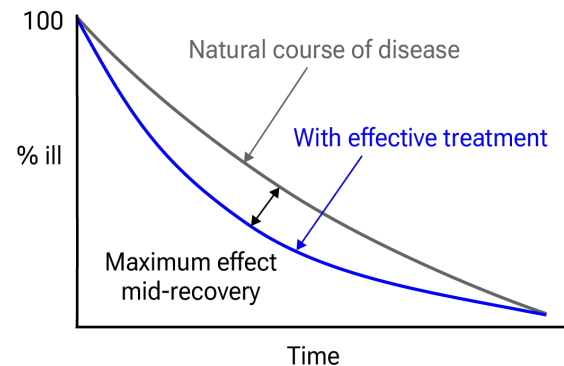 100
Natural course of disease
With effective treatment
% ill
Maximum effect
mid-recovery
Time